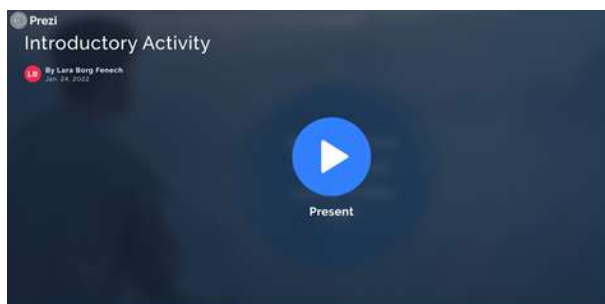 Prezi
Introductory Activity
LB
By Lara Borg Fenech
Jan. 24, 2022
Present